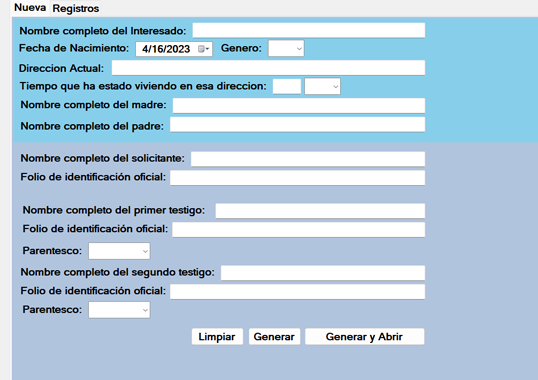 Nueva Registros
Nombre completo del Interesado:
Fecha de Nacimiento: 4/16/2023 Genero:
Direccion Actual:
Tiempo que ha estado viviendo en esa direccion:
Nombre completo del madre:
Nombre completo del padre:
Nombre completo del solicitante:
Folio de identificación oficial:
Nombre completo del primer testigo:
Folio de identificación oficial:
Parentesco:
Nombre completo del segundo testigo:
Folio de identificación oficial:
Parentesco:
Limpiar Generar Generar y Abrir